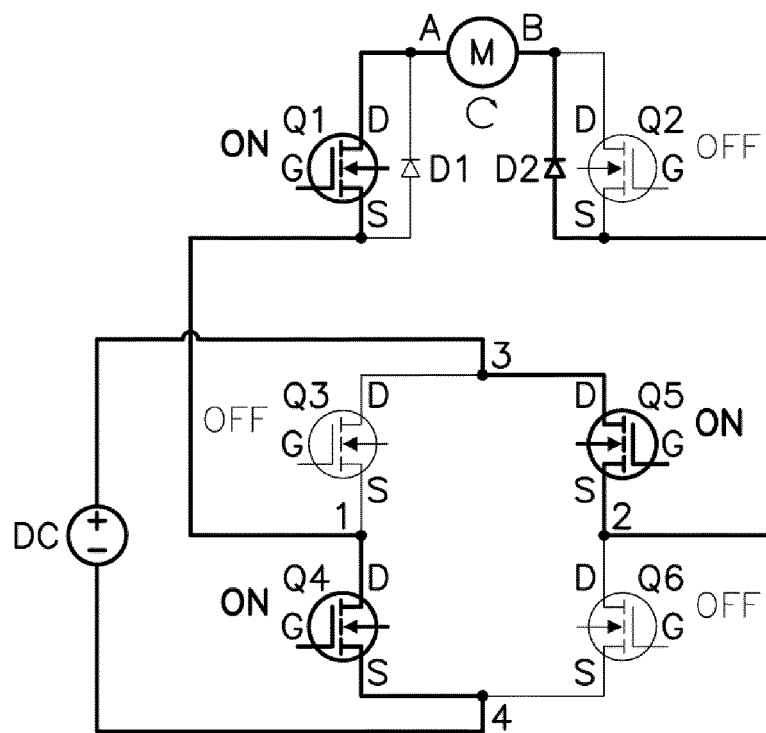 A M B
Q1 D D Q2
ON OFF
G D1 D2 G
S S
3
Q3 D D Q5
OFF ON
G G
S S
1 2
DC + −
Q4 D D Q6
ON OFF
G G
S S
4